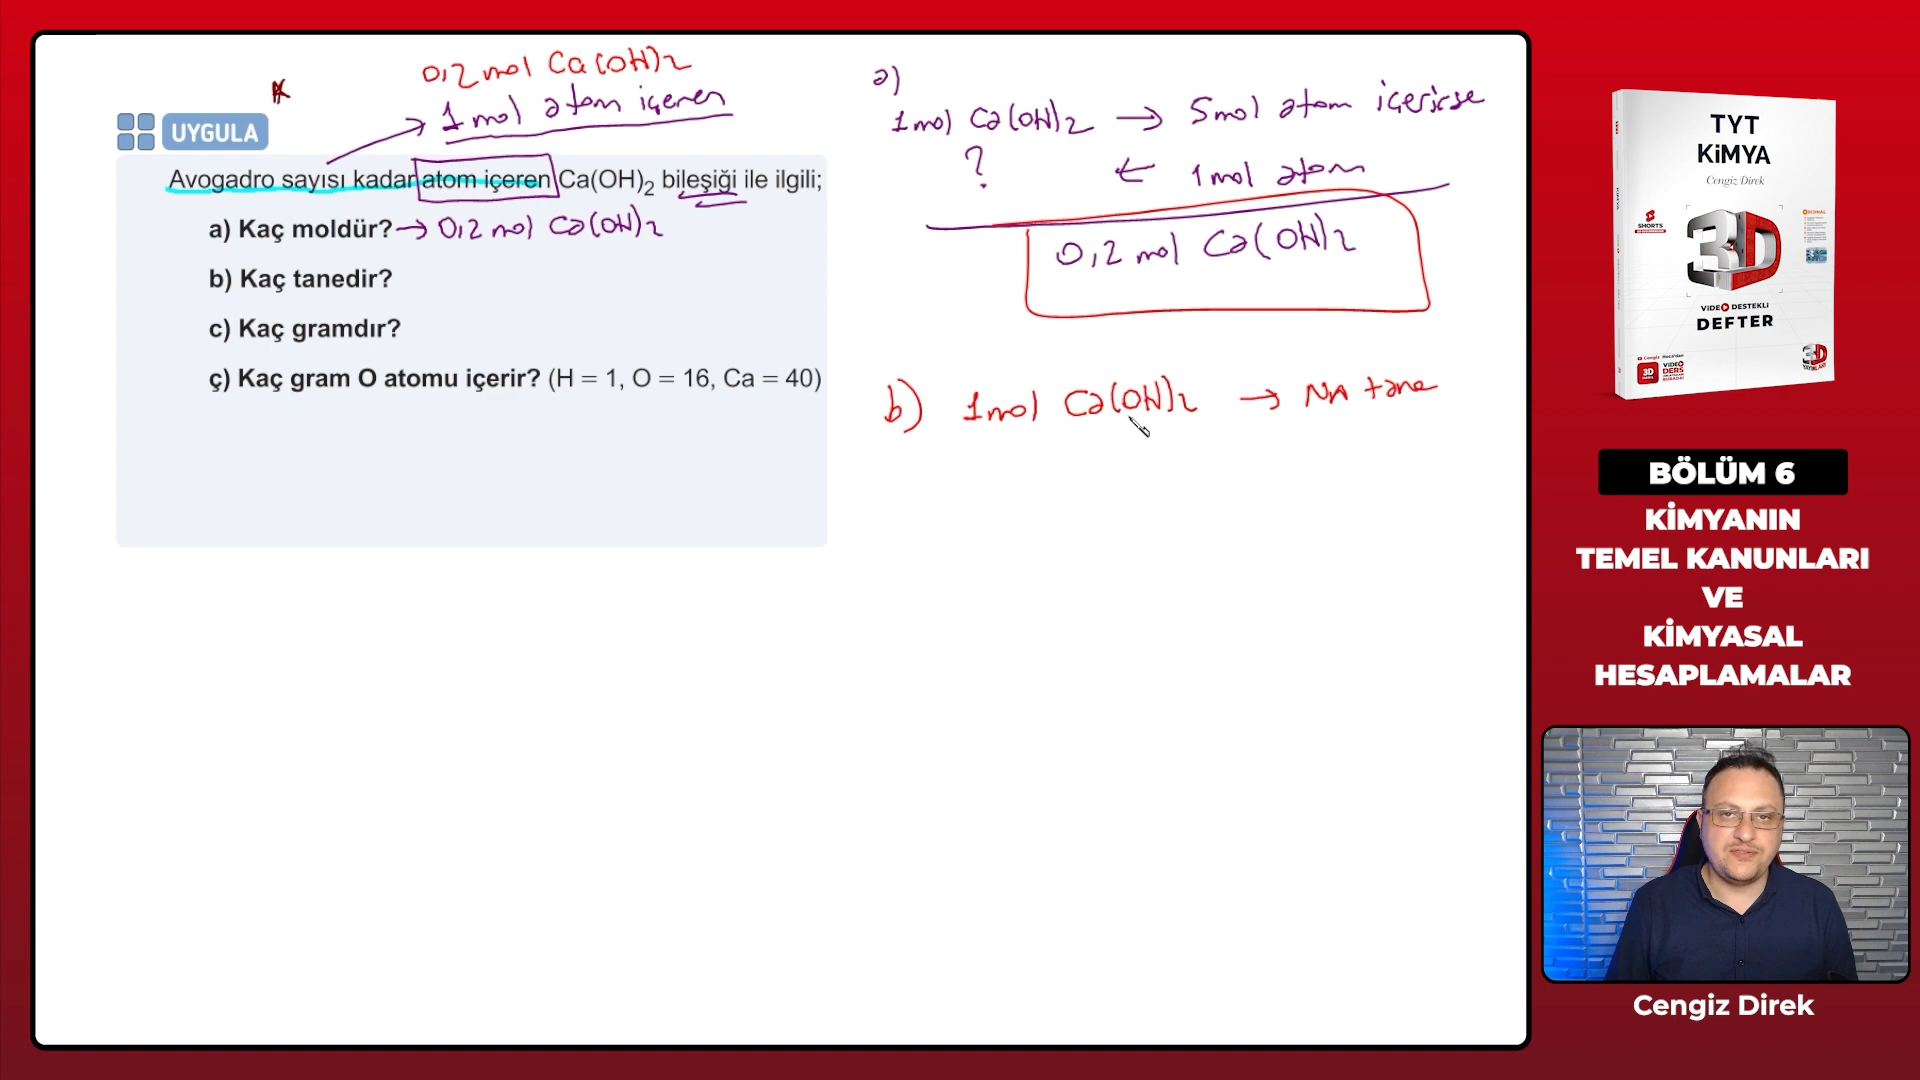 0,2 mol Ca(OH)2
1 mol atom içeren
UYGULA
Avogadro sayısı kadar atom içeren Ca(OH)2 bileşiği ile ilgili;
a) Kaç moldür? → 0,2 mol Ca(OH)2
b) Kaç tanedir?
c) Kaç gramdır?
ç) Kaç gram O atomu içerir? (H = 1, O = 16, Ca = 40)
a)
1 mol Ca(OH)2 → 5 mol atom içerirse
? ← 1 mol atom
0,2 mol Ca(OH)2
b) 1 mol Ca(OH)2 → NA tane
TYT
KİMYA
Cengiz Direk
SHORTS
3D
VİDEO DESTEKLİ
DEFTER
VİDEO
DERS
BÖLÜM 6
KİMYANIN
TEMEL KANUNLARI
VE
KİMYASAL
HESAPLAMALAR
Cengiz Direk